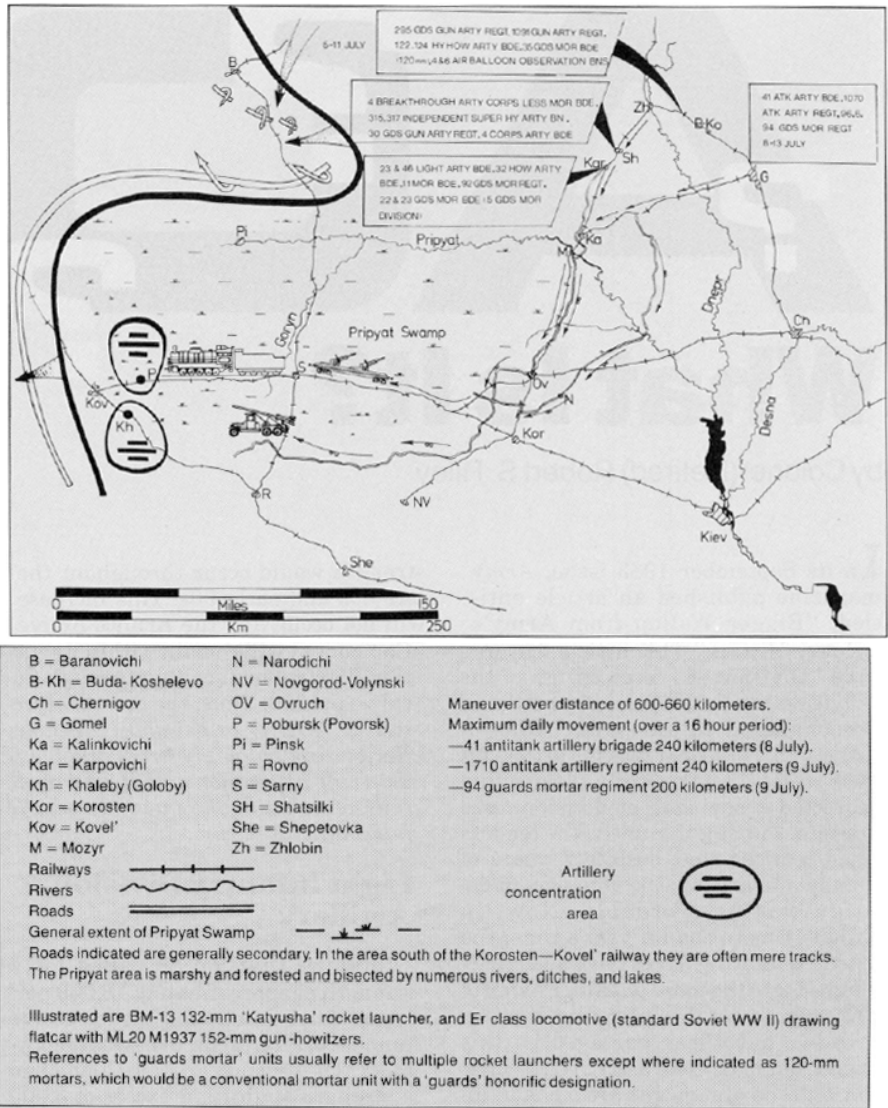 5-11 JULY
295 GDS GUN ARTY REGT, 1091 GUN ARTY REGT,
122, 124 HY HOW ARTY BDE, 35 GDS MOR BDE
(120mm), 4 & 6 AIR BALLOON OBSERVATION BNS
4 BREAKTHROUGH ARTY CORPS LESS MOR BDE,
315, 317 INDEPENDENT SUPER HY ARTY BN,
30 GDS GUN ARTY REGT, 4 CORPS ARTY BDE
41 ATK ARTY BDE, 1070
ATK ARTY REGT, 96, 6,
94 GDS MOR REGT
6-13 JULY
23 & 46 LIGHT ARTY BDE, 32 HOW ARTY
BDE, 11 MOR BDE, 92 GDS MOR REGT,
22 & 23 GDS MOR BDE (5 GDS MOR
DIVISION)
B
Zh
B-Ko
Sh
Kar
G
Pi
Pripyat
Ka
M
Goryn
Pripyat Swamp
Dnepr
Ch
P
S
Ov
Kov
Kh
N
Kor
Desna
R
NV
Kiev
She
0 Miles 150
0 Km 250
B = Baranovichi
B- Kh = Buda- Koshelevo
Ch = Chernigov
G = Gomel
Ka = Kalinkovichi
Kar = Karpovichi
Kh = Khaleby (Goloby)
Kor = Korosten
Kov = Kovel'
M = Mozyr
N = Narodichi
NV = Novgorod-Volynski
OV = Ovruch
P = Pobursk (Povorsk)
Pi = Pinsk
R = Rovno
S = Sarny
SH = Shatsilki
She = Shepetovka
Zh = Zhlobin
Maneuver over distance of 600-660 kilometers.
Maximum daily movement (over a 16 hour period):
—41 antitank artillery brigade 240 kilometers (8 July).
—1710 antitank artillery regiment 240 kilometers (9 July).
—94 guards mortar regiment 200 kilometers (9 July).
Railways
Rivers
Roads
General extent of Pripyat Swamp
Artillery
concentration
area
Roads indicated are generally secondary. In the area south of the Korosten—Kovel' railway they are often mere tracks.
The Pripyat area is marshy and forested and bisected by numerous rivers, ditches, and lakes.
Illustrated are BM-13 132-mm 'Katyusha' rocket launcher, and Er class locomotive (standard Soviet WW II) drawing
flatcar with ML20 M1937 152-mm gun -howitzers.
References to 'guards mortar' units usually refer to multiple rocket launchers except where indicated as 120-mm
mortars, which would be a conventional mortar unit with a 'guards' honorific designation.